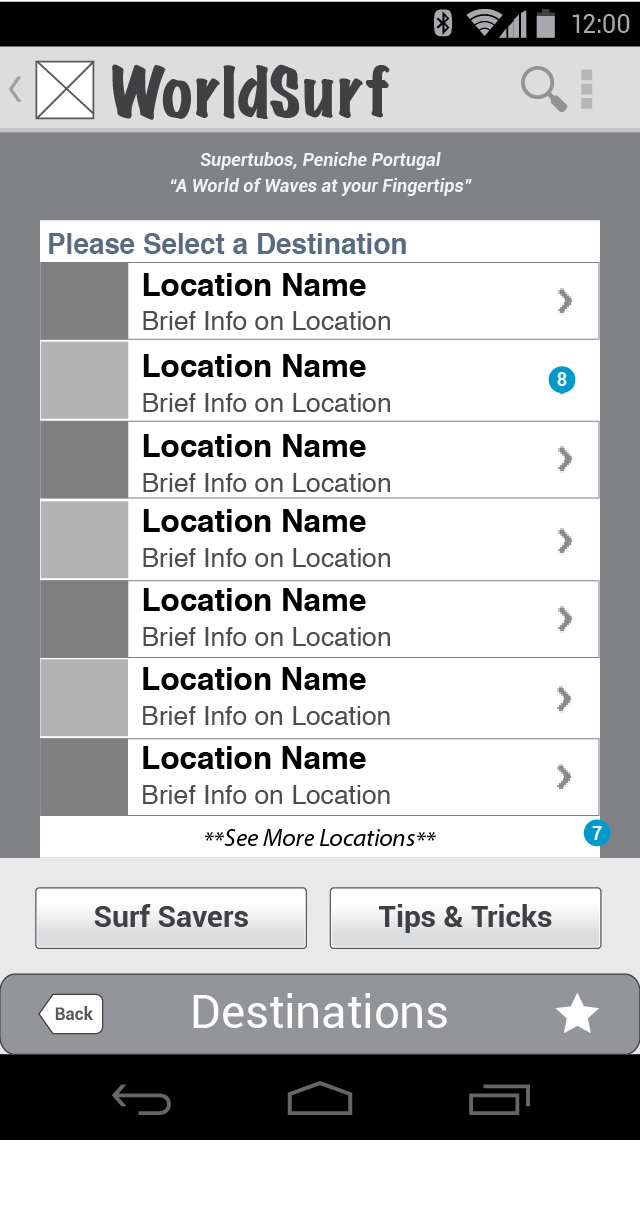 12:00
WorldSurf
Supertubos, Peniche Portugal
“A World of Waves at your Fingertips”
Please Select a Destination
Location Name
Brief Info on Location
Location Name
8
Brief Info on Location
Location Name
Brief Info on Location
Location Name
Brief Info on Location
Location Name
Brief Info on Location
Location Name
Brief Info on Location
Location Name
Brief Info on Location
**See More Locations**
7
Surf Savers
Tips & Tricks
Back
Destinations